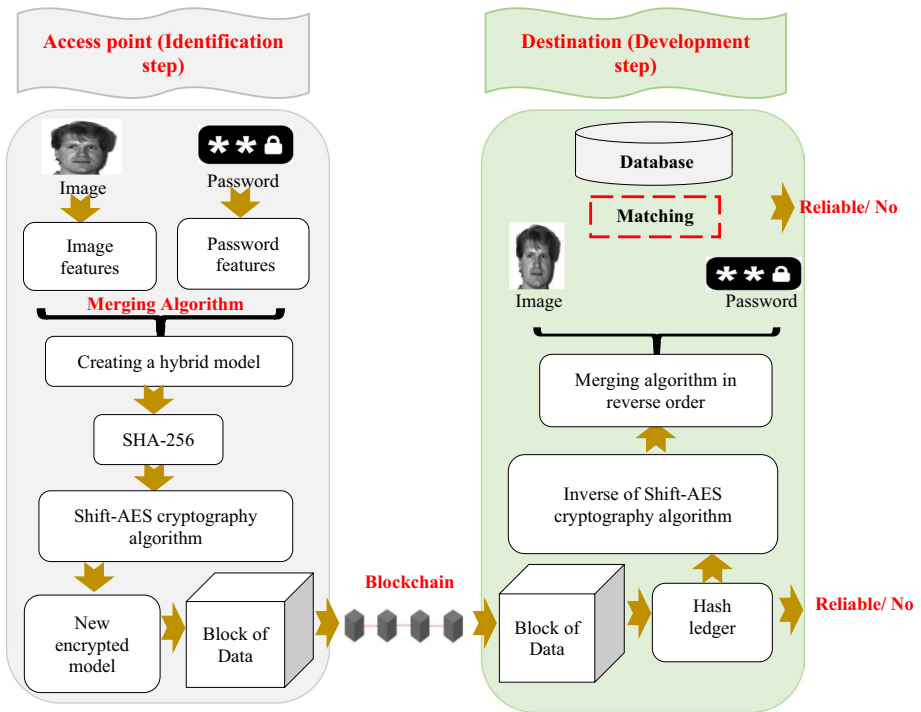 Access point (Identification
step)
Image
Password
Image
features
Password
features
Merging Algorithm
Creating a hybrid model
SHA-256
Shift-AES cryptography
algorithm
New
encrypted
model
Block of
Data
Blockchain
Destination (Development
step)
Database
Matching
Reliable/ No
Image
Password
Merging algorithm in
reverse order
Inverse of Shift-AES
cryptography algorithm
Block of
Data
Hash
ledger
Reliable/ No